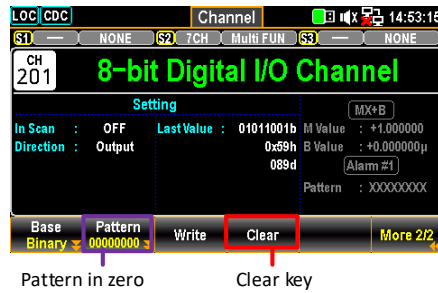 LOC CDC Channel 14:53:15
S1 — NONE S2 7CH Multi FUN S3 — NONE
CH 201 8-bit Digital I/O Channel
Setting MX+B
In Scan : OFF Last Value : 01011001b M Value : +1.000000
Direction : Output 0x59h B Value : +0.000000µ
089d Alarm #1
Pattern : XXXXXXXX
Base Pattern Write Clear More 2/2
Binary 00000000
Pattern in zero Clear key